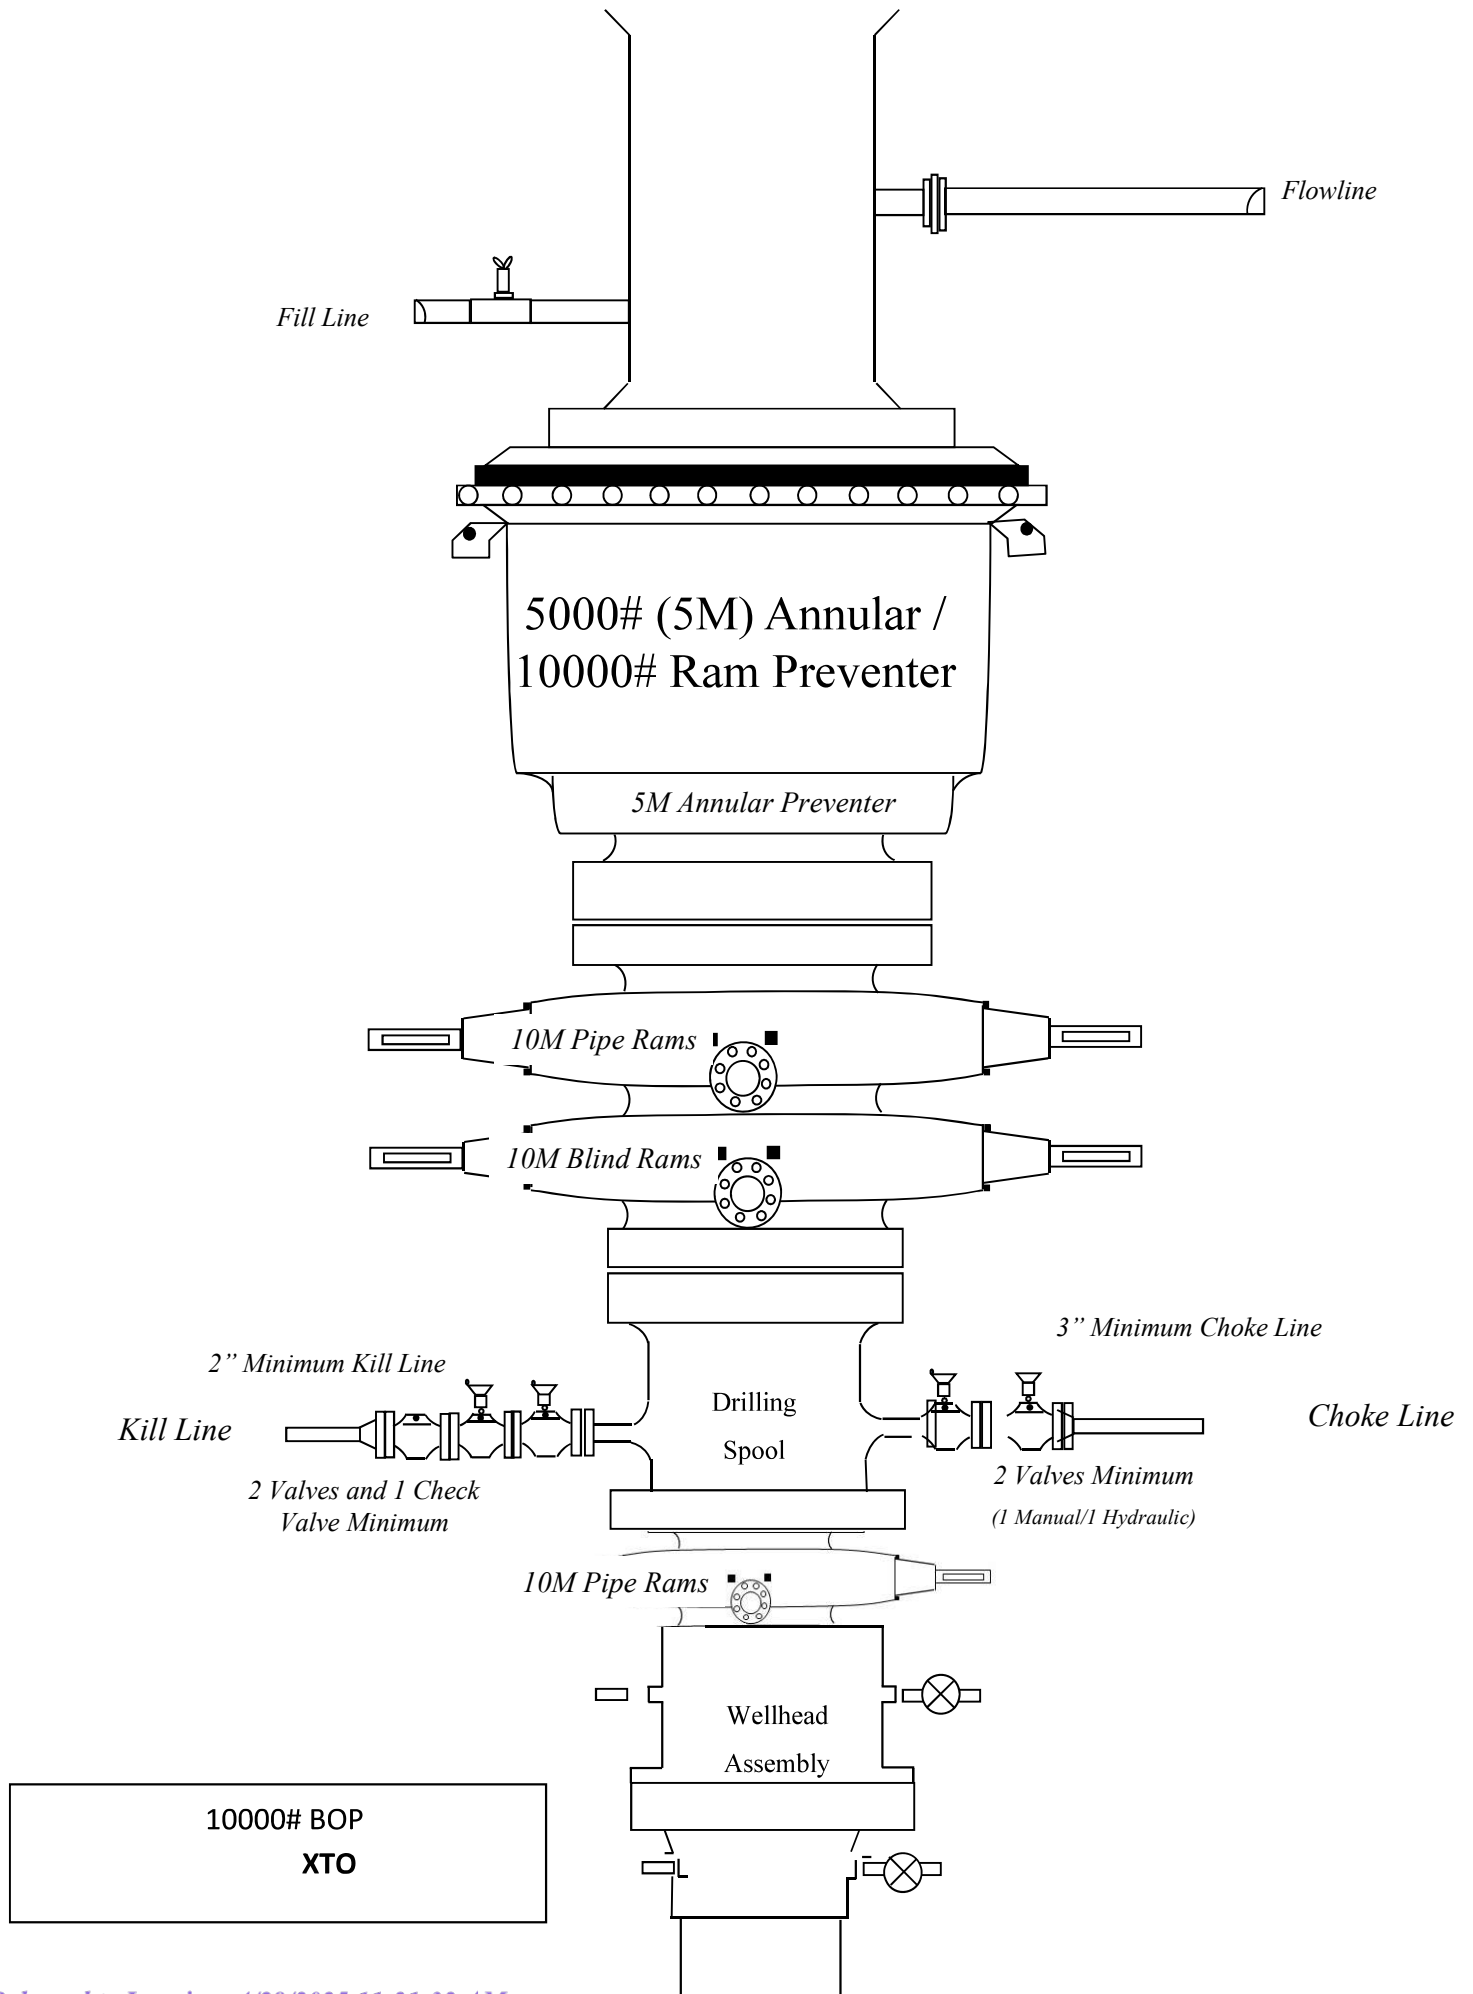 Flowline
Fill Line
5000# (5M) Annular /
10000# Ram Preventer
5M Annular Preventer
10M Pipe Rams
10M Blind Rams
3” Minimum Choke Line
2” Minimum Kill Line
Drilling
Spool
Kill Line
Choke Line
2 Valves and 1 Check
Valve Minimum
2 Valves Minimum
(1 Manual/1 Hydraulic)
10M Pipe Rams
Wellhead
Assembly
10000# BOP
XTO